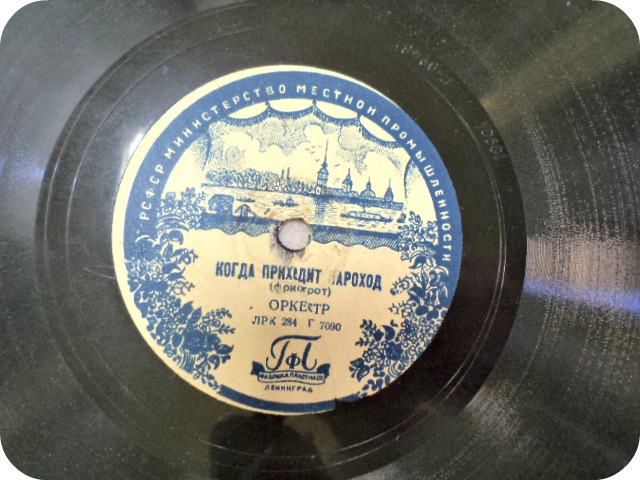 РСФСР МИНИСТЕРСТВО МЕСТНОЙ ПРОМЫШЛЕННОСТИ
КОГДА ПРИХОДИТ ПАРОХОД
(фокстрот)
ОРКЕСТР
ЛРК 284 Г 7090
ФАБРИКА ПЛАСТИНОК
ЛЕНИНГРАД